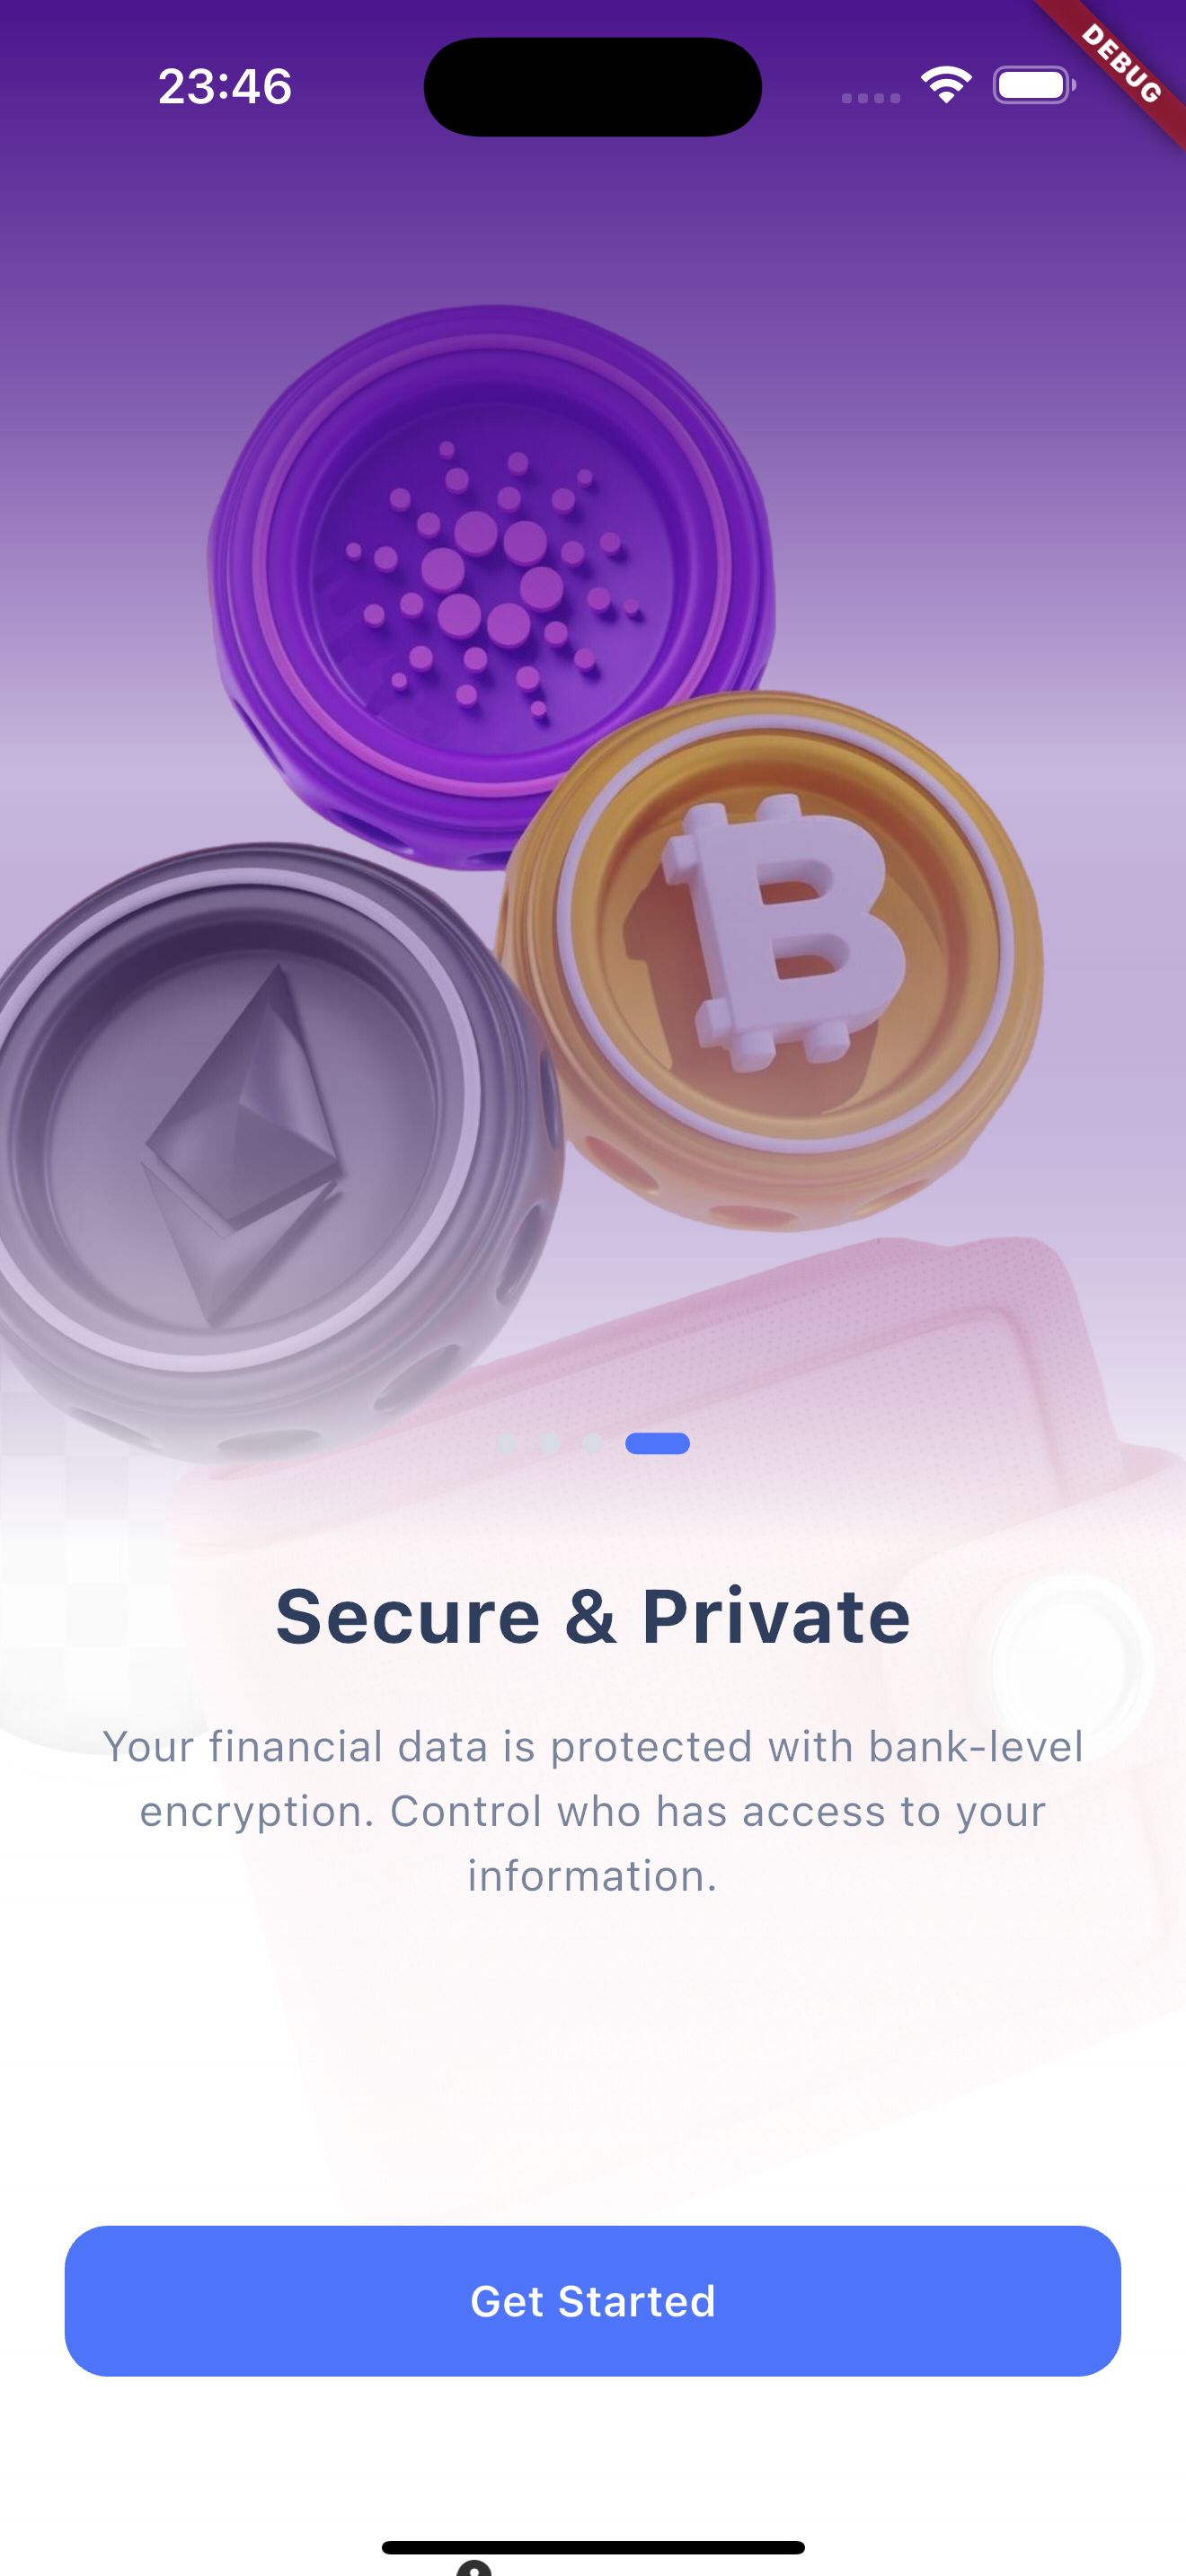 23:46
DEBUG
Secure & Private
Your financial data is protected with bank-level
encryption. Control who has access to your
information.
Get Started